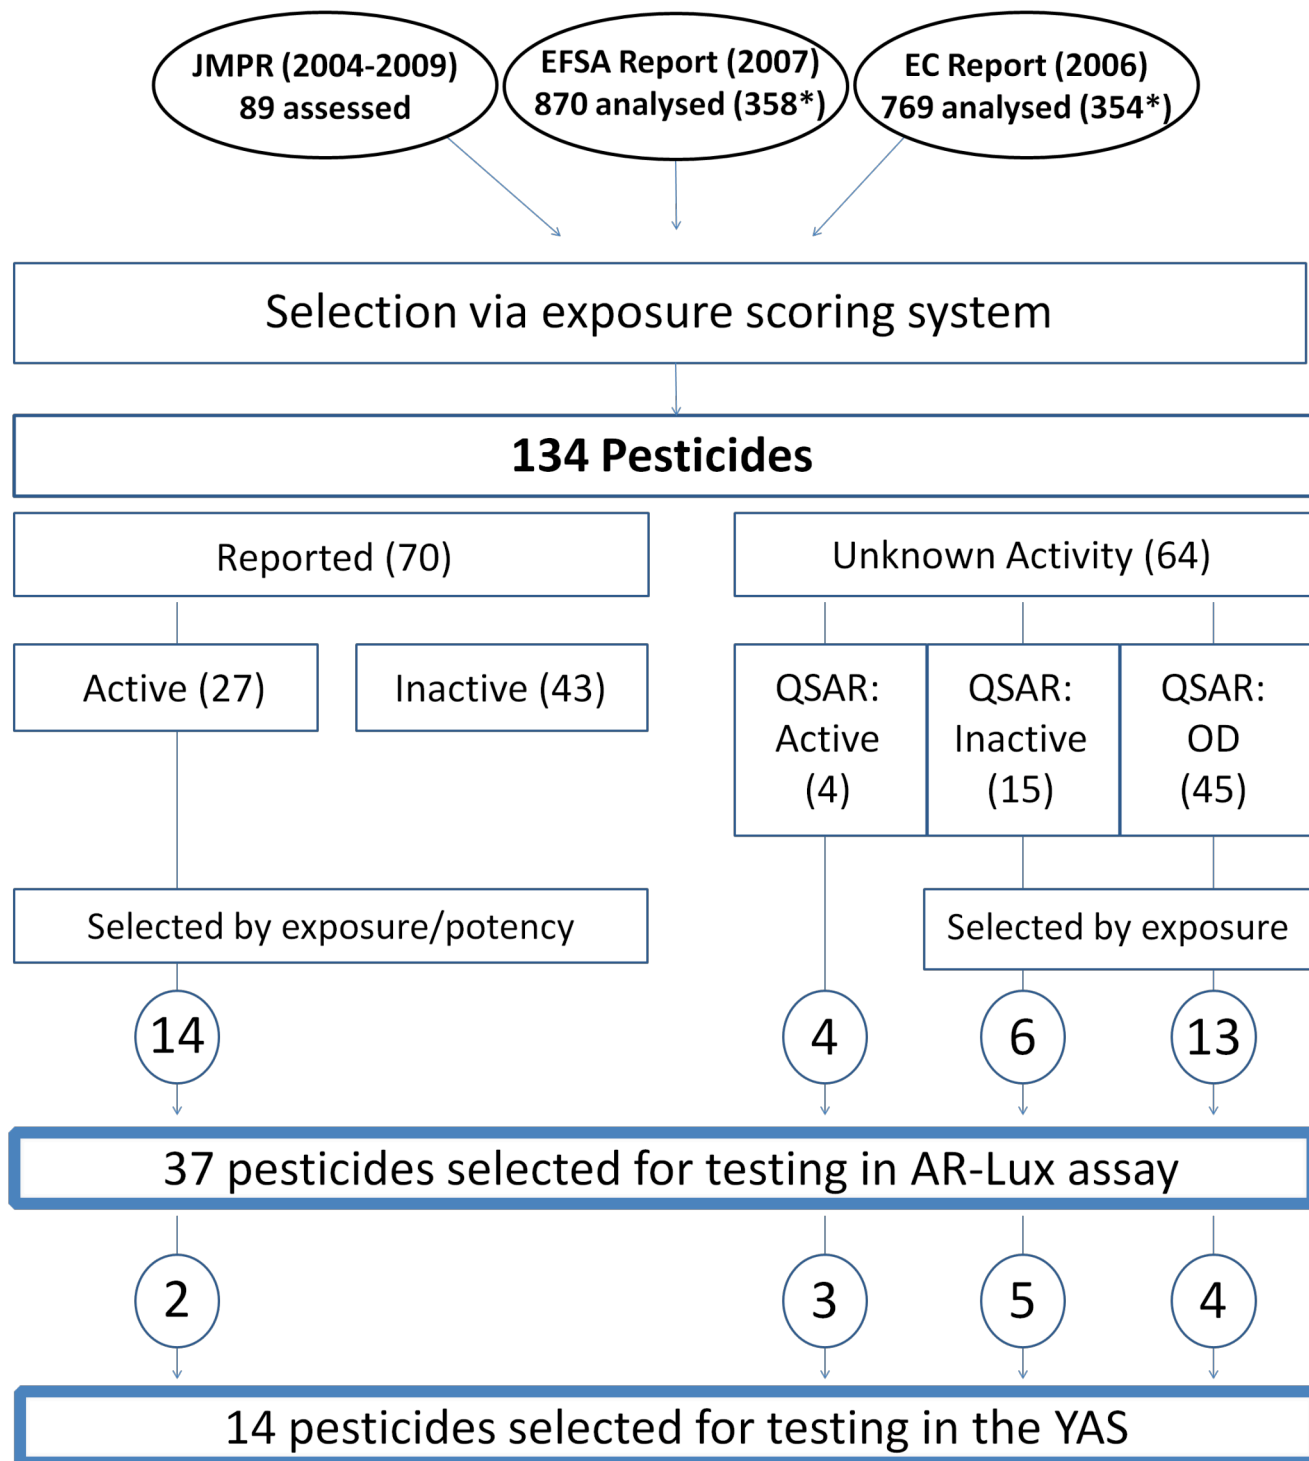 JMPR (2004-2009)
89 assessed
EFSA Report (2007)
870 analysed (358*)
EC Report (2006)
769 analysed (354*)
Selection via exposure scoring system
134 Pesticides
Reported (70)
Unknown Activity (64)
Active (27)
Inactive (43)
QSAR:
Active
(4)
QSAR:
Inactive
(15)
QSAR:
OD
(45)
Selected by exposure/potency
Selected by exposure
14
4
6
13
37 pesticides selected for testing in AR-Lux assay
2
3
5
4
14 pesticides selected for testing in the YAS